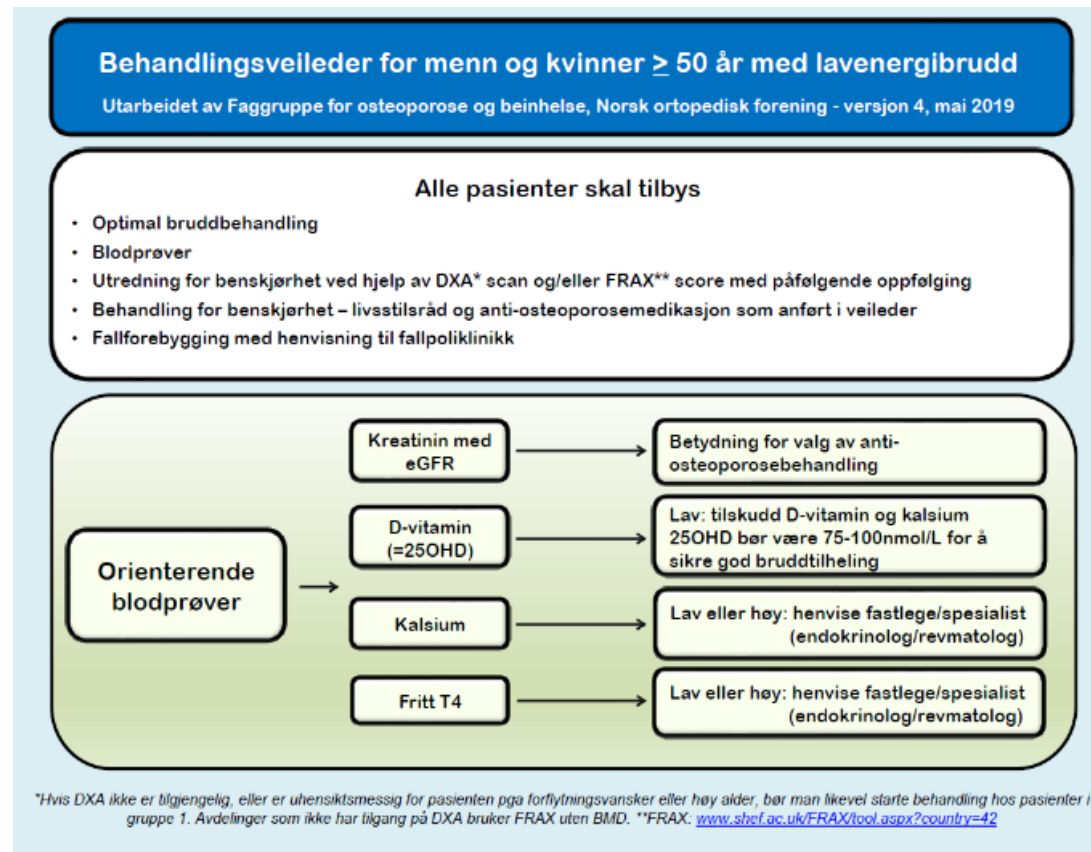 Behandlingsveileder for menn og kvinner ≥ 50 år med lavenergibrudd
Utarbeidet av Faggruppe for osteoporose og beinhelse, Norsk ortopedisk forening - versjon 4, mai 2019
Alle pasienter skal tilbys
• Optimal bruddbehandling
• Blodprøver
• Utredning for benskjørhet ved hjelp av DXA* scan og/eller FRAX** score med påfølgende oppfølging
• Behandling for benskjørhet – livsstilsråd og anti-osteoporosemedikasjon som anført i veileder
• Fallforebygging med henvisning til fallpoliklinikk
Orienterende
blodprøver
Kreatinin med
eGFR
Betydning for valg av anti-
osteoporosebehandling
D-vitamin
(=25OHD)
Lav: tilskudd D-vitamin og kalsium
25OHD bør være 75-100nmol/L for å
sikre god bruddtilheling
Kalsium
Lav eller høy: henvise fastlege/spesialist
(endokrinolog/revmatolog)
Fritt T4
Lav eller høy: henvise fastlege/spesialist
(endokrinolog/revmatolog)
*Hvis DXA ikke er tilgjengelig, eller er uhensiktsmessig for pasienten pga forflytningsvansker eller høy alder, bør man likevel starte behandling hos pasienter i
gruppe 1. Avdelinger som ikke har tilgang på DXA bruker FRAX uten BMD. **FRAX: www.shef.ac.uk/FRAX/tool.aspx?country=42